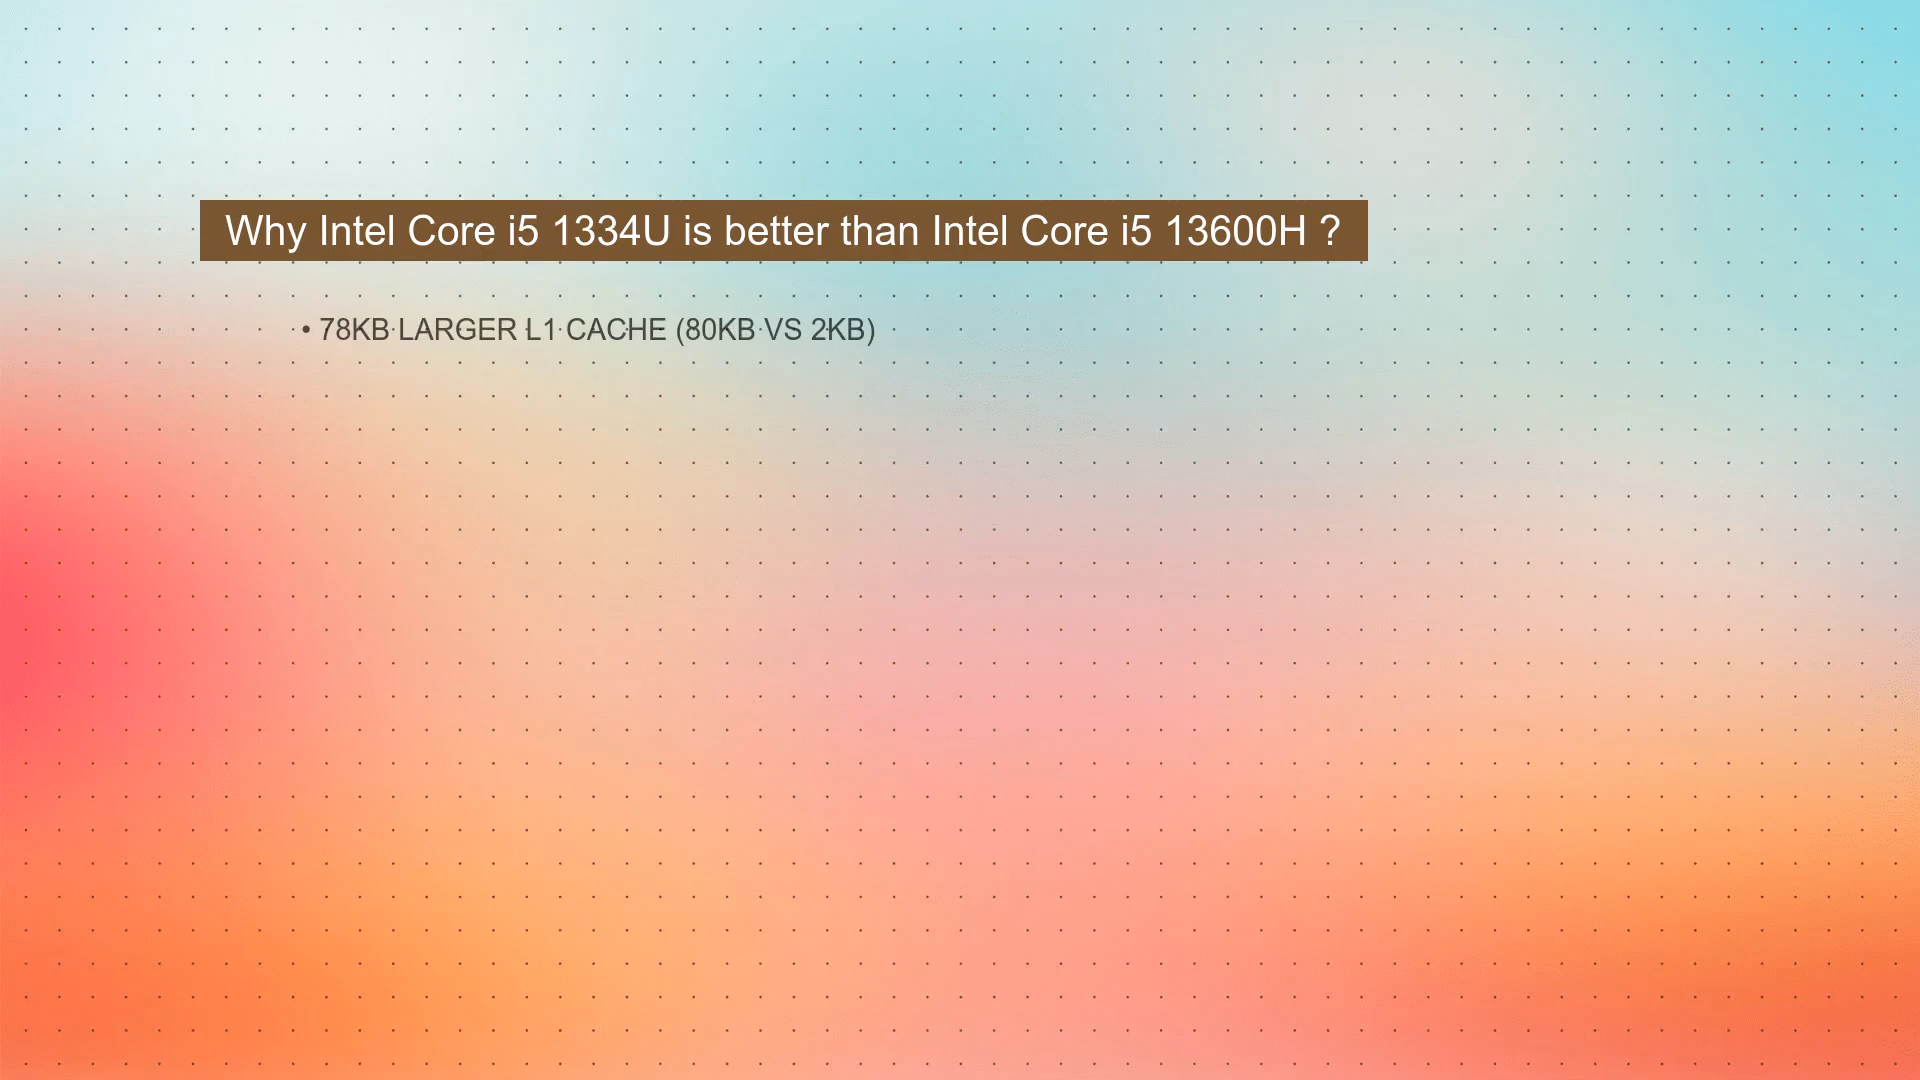 Why Intel Core i5 1334U is better than Intel Core i5 13600H ?
• 78KB LARGER L1 CACHE (80KB VS 2KB)